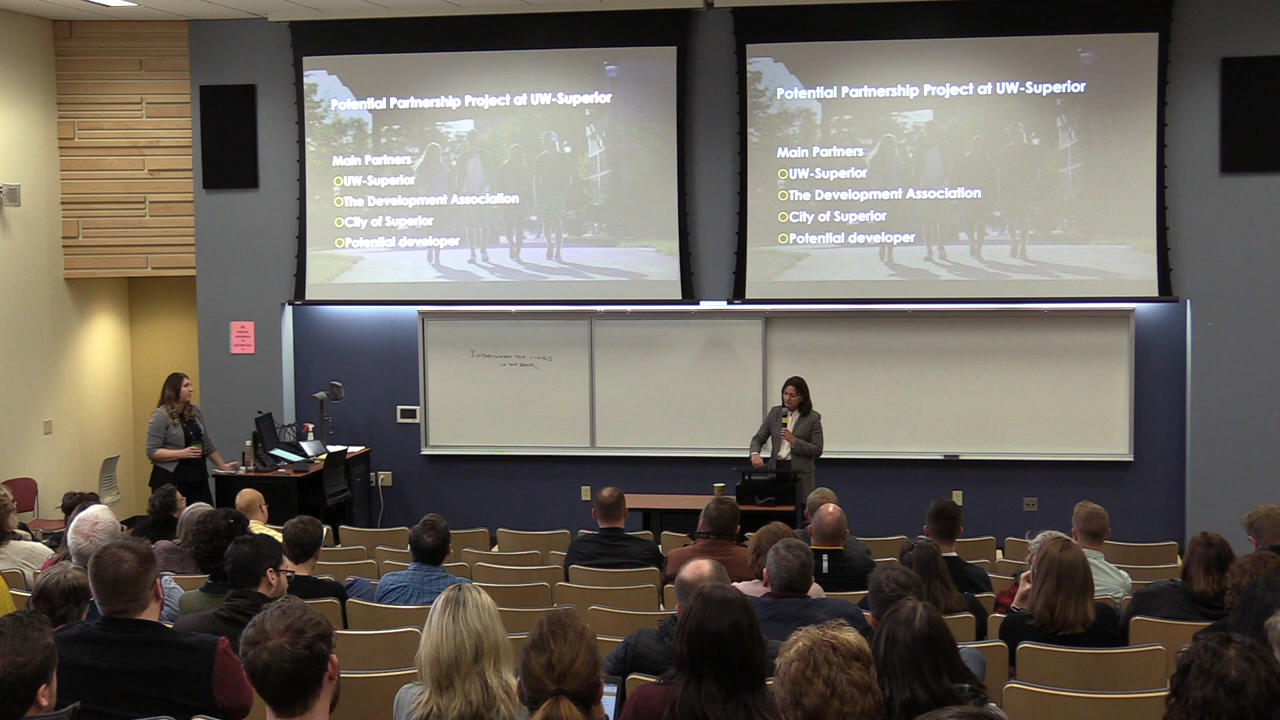 Potential Partnership Project at UW-Superior
Main Partners
UW-Superior
The Development Association
City of Superior
Potential developer
Potential Partnership Project at UW-Superior
Main Partners
UW-Superior
The Development Association
City of Superior
Potential developer